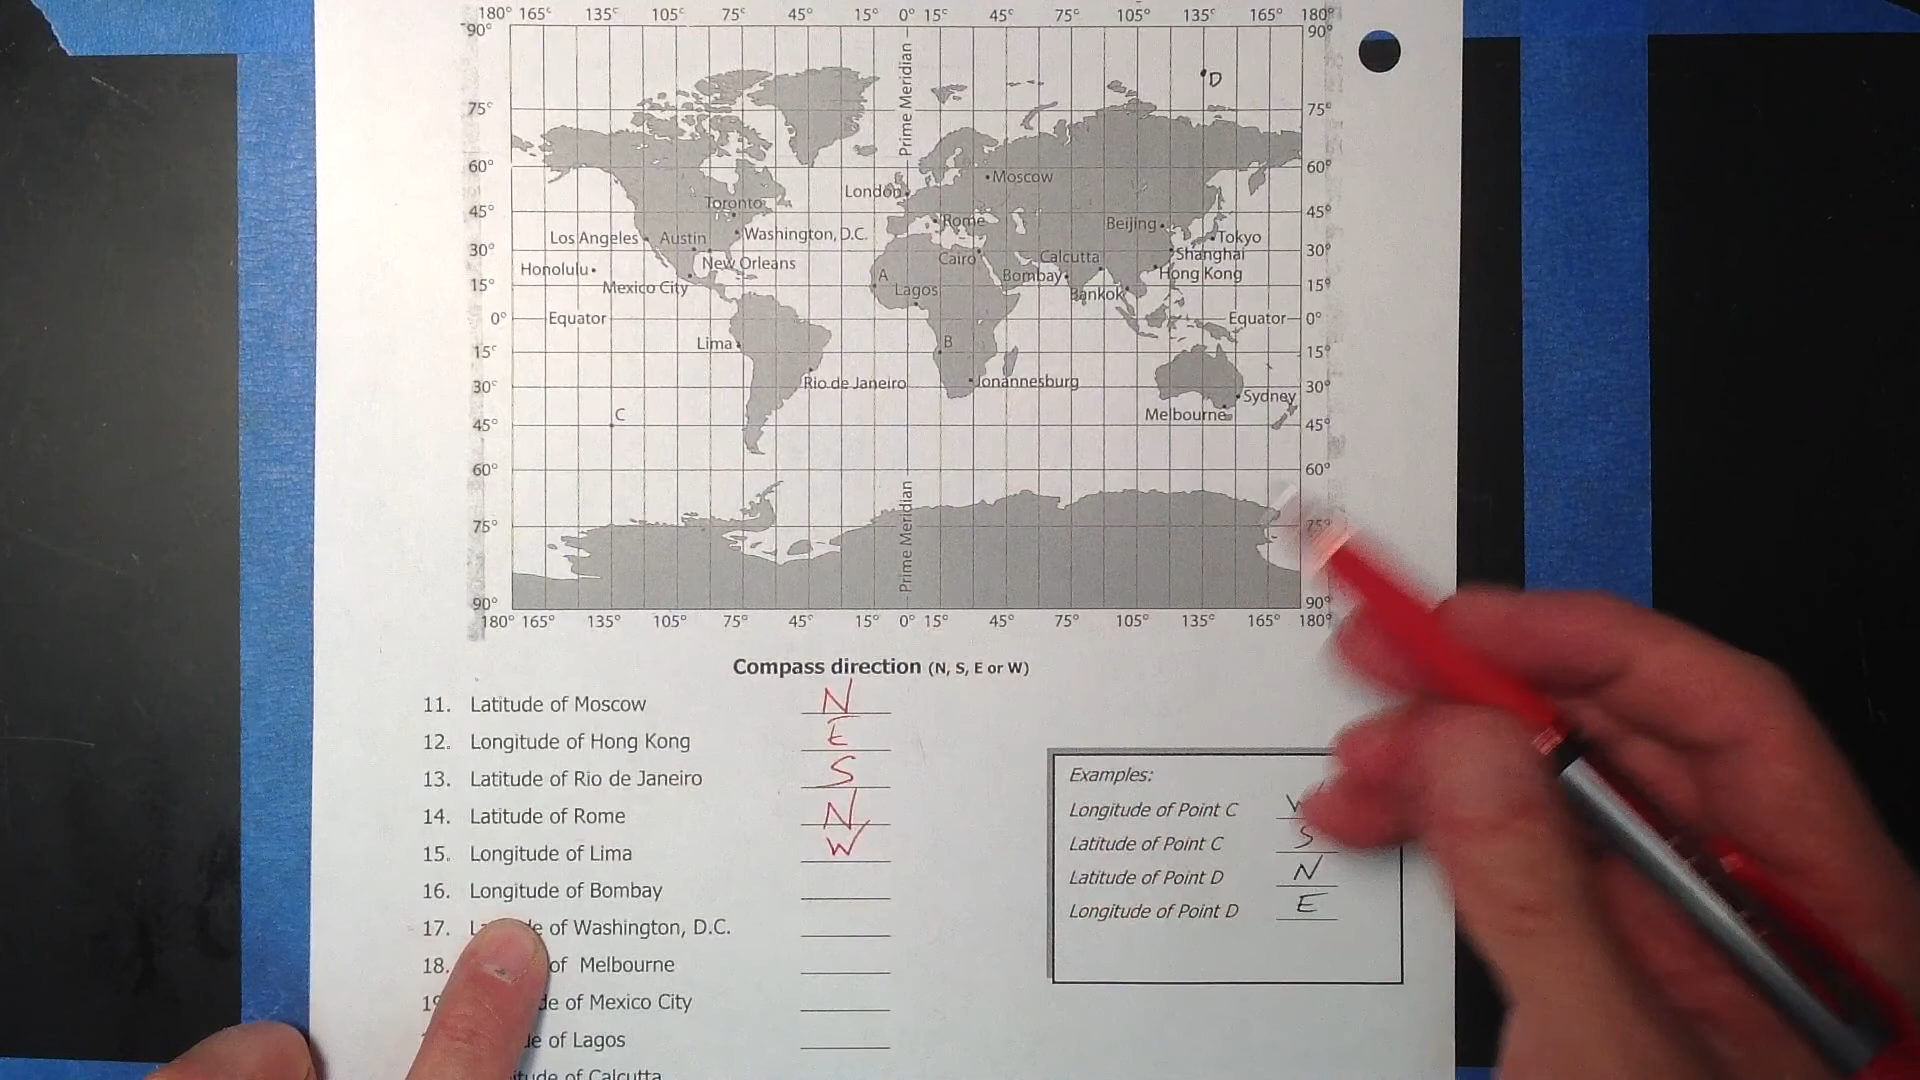 180° 165° 135° 105° 75° 45° 15° 0° 15° 45° 75° 105° 135° 165° 180°
90° 90°
Prime Meridian
D
75° 75°
60° 60°
Moscow
London
Toronto
45° 45°
Rome
Beijing
Los Angeles Austin Washington, D.C. Tokyo
30° 30°
Cairo Calcutta Shanghai
New Orleans
Honolulu A Bombay Hong Kong
15° Mexico City Lagos Bankok 15°
0° Equator Equator 0°
Lima B
15° 15°
30° Rio de Janeiro Johannesburg 30°
Sydney
C Melbourne
45° 45°
60° 60°
Prime Meridian
75° 75°
90° 90°
180° 165° 135° 105° 75° 45° 15° 0° 15° 45° 75° 105° 135° 165° 180°
Compass direction (N, S, E or W)
11. Latitude of Moscow N
12. Longitude of Hong Kong E
13. Latitude of Rio de Janeiro S
14. Latitude of Rome N
15. Longitude of Lima W
16. Longitude of Bombay
17. of Washington, D.C.
18. of Melbourne
of Mexico City
of Lagos
of Calcutta
Examples:
Longitude of Point C W
Latitude of Point C S
Latitude of Point D N
Longitude of Point D E